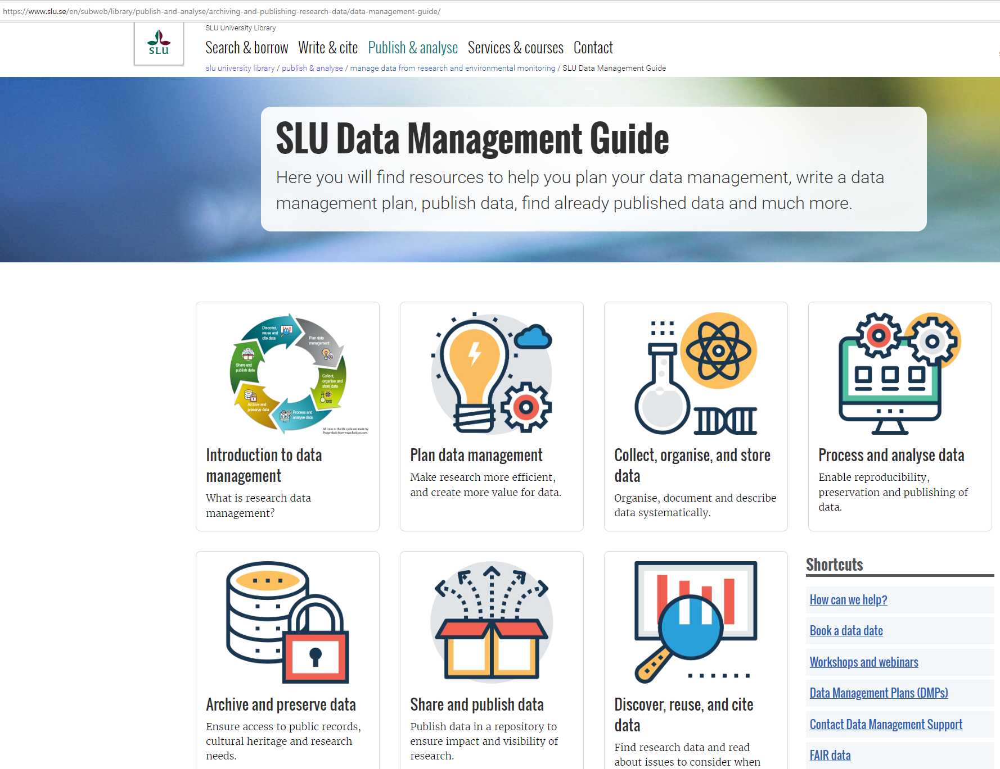 https://www.slu.se/en/subweb/library/publish-and-analyse/archiving-and-publishing-research-data/data-management-guide/
SLU
SLU University Library
Search & borrow Write & cite Publish & analyse Services & courses Contact
slu university library / publish & analyse / manage data from research and environmental monitoring / SLU Data Management Guide
SLU Data Management Guide
Here you will find resources to help you plan your data management, write a data
management plan, publish data, find already published data and much more.
Discover,
reuse and
cite data
Plan data
management
Collect,
organise and
store data
Process and
analyse data
Archive and
preserve data
Share and
publish data
All icons in the life cycle are made by
Prosymbols from www.flaticon.com.
Introduction to data
management
What is research data
management?
Plan data management
Make research more efficient,
and create more value for data.
Collect, organise, and store
data
Organise, document and describe
data systematically.
Process and analyse data
Enable reproducibility,
preservation and publishing of
data.
Archive and preserve data
Ensure access to public records,
cultural heritage and research
needs.
Share and publish data
Publish data in a repository to
ensure impact and visibility of
research.
Discover, reuse, and cite
data
Find research data and read
about issues to consider when
Shortcuts
How can we help?
Book a data date
Workshops and webinars
Data Management Plans (DMPs)
Contact Data Management Support
FAIR data